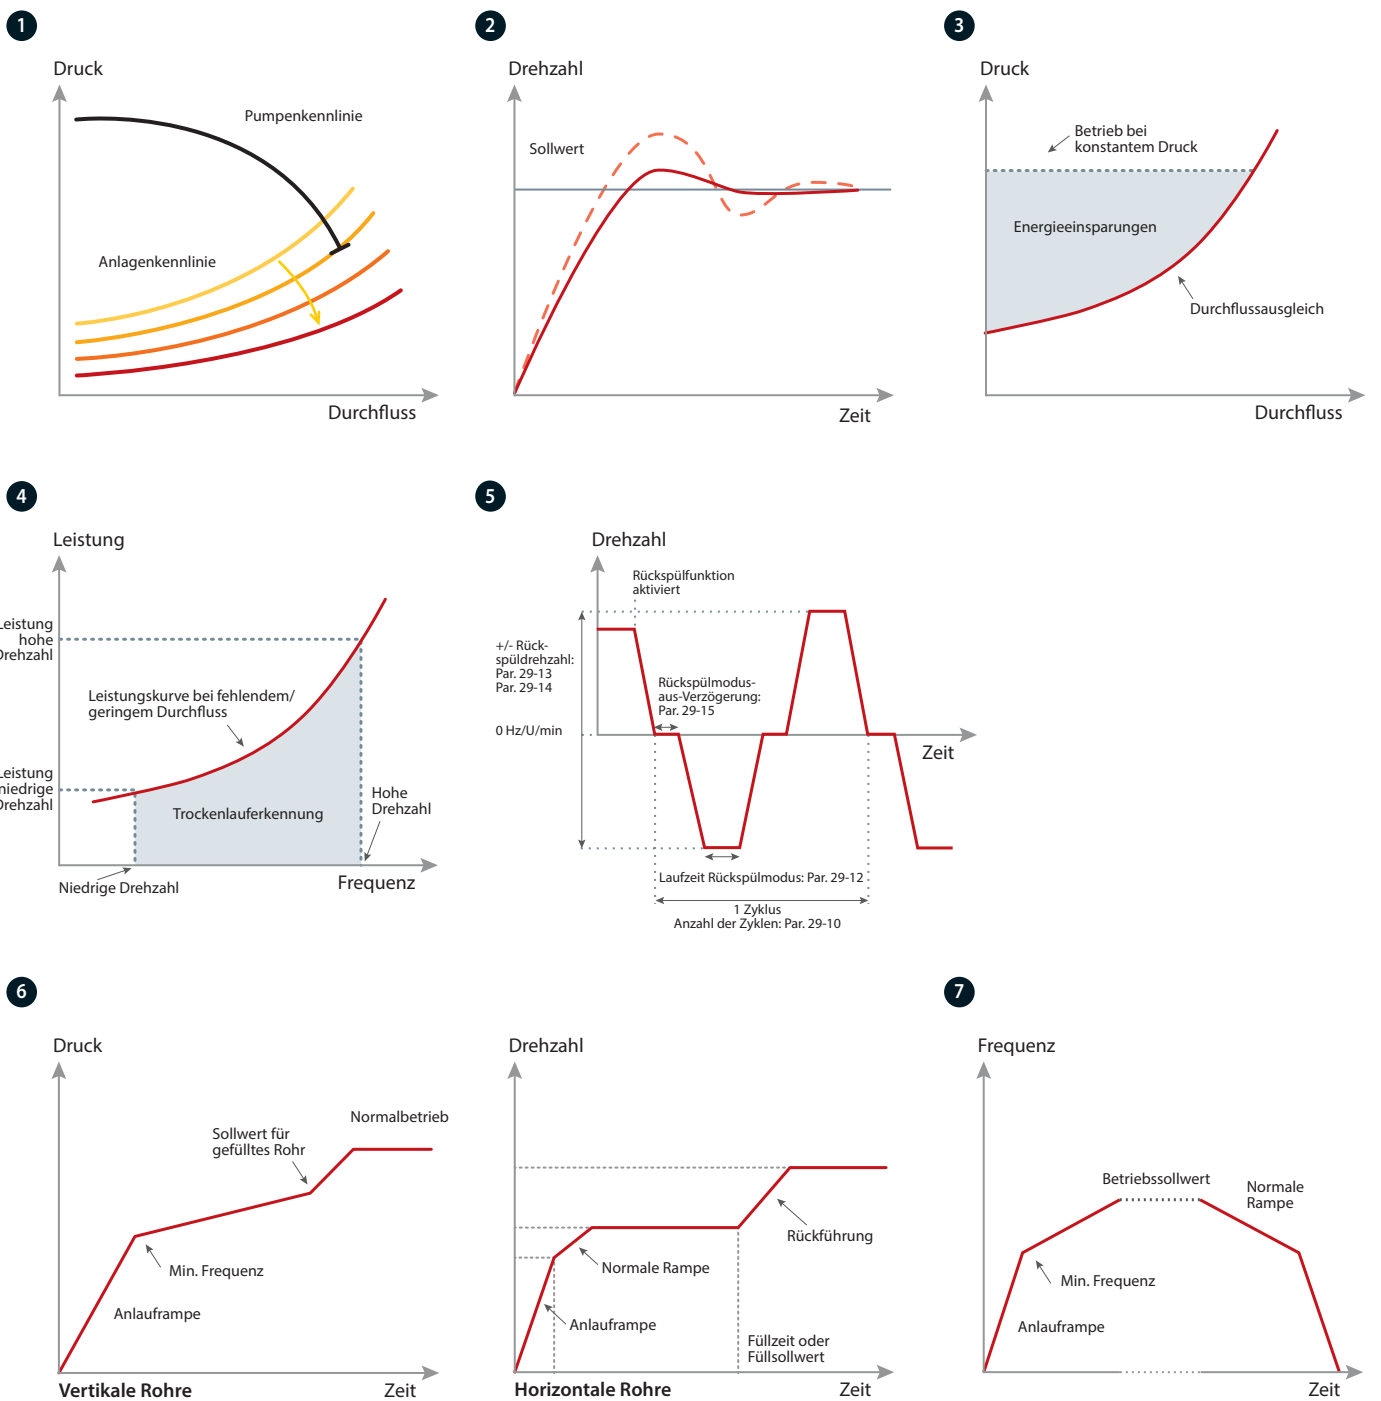 1
Druck
Pumpenkennlinie
Anlagenkennlinie
Durchfluss
2
Drehzahl
Sollwert
Zeit
3
Druck
Betrieb bei
konstantem Druck
Energieeinsparungen
Durchflussausgleich
Durchfluss
4
Leistung
Leistung
hohe
Drehzahl
Leistungskurve bei fehlendem/
geringem Durchfluss
Leistung
niedrige
Drehzahl
Trockenlauferkennung
Hohe
Drehzahl
Niedrige Drehzahl
Frequenz
5
Drehzahl
Rückspülfunktion
aktiviert
+/- Rück-
spüldrehzahl:
Par. 29-13
Par. 29-14
Rückspülmodus-
aus-Verzögerung:
Par. 29-15
0 Hz/U/min
Zeit
Laufzeit Rückspülmodus: Par. 29-12
1 Zyklus
Anzahl der Zyklen: Par. 29-10
6
Druck
Normalbetrieb
Sollwert für
gefülltes Rohr
Min. Frequenz
Anlauframpe
Vertikale Rohre
Zeit
Drehzahl
Rückführung
Normale Rampe
Anlauframpe
Füllzeit oder
Füllsollwert
Horizontale Rohre
Zeit
7
Frequenz
Betriebssollwert
Normale
Rampe
Min. Frequenz
Anlauframpe
Zeit